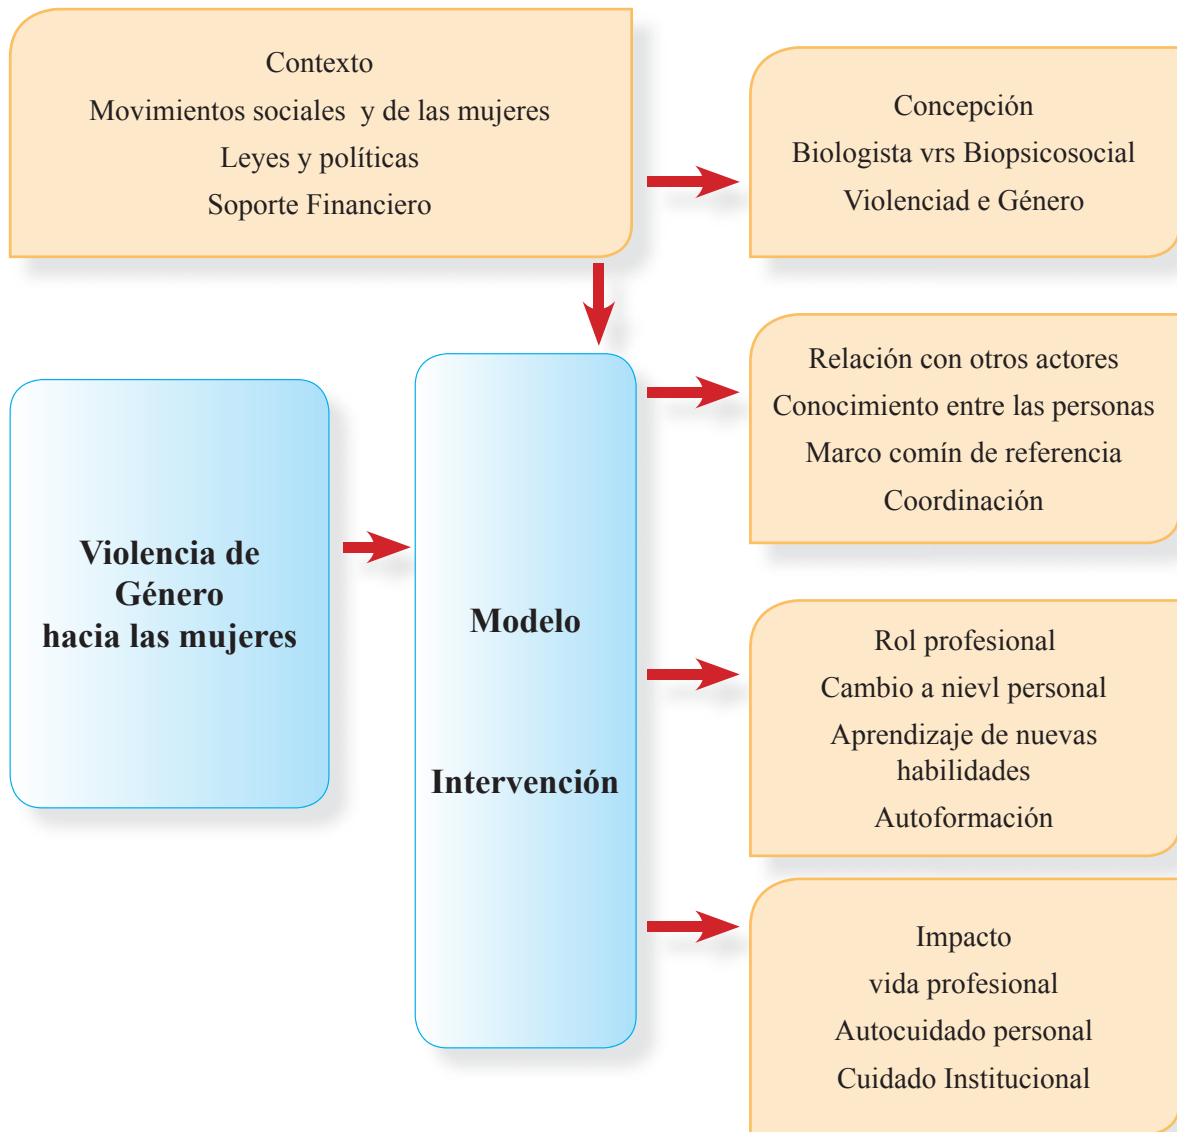 Contexto
Movimientos sociales y de las mujeres
Leyes y políticas
Soporte Financiero
Concepción
Biologista vrs Biopsicosocial
Violenciad e Género
Relación con otros actores
Conocimiento entre las personas
Marco comín de referencia
Coordinación
Violencia de
Género
hacia las mujeres
Modelo
Intervención
Rol profesional
Cambio a nievl personal
Aprendizaje de nuevas
habilidades
Autoformación
Impacto
vida profesional
Autocuidado personal
Cuidado Institucional